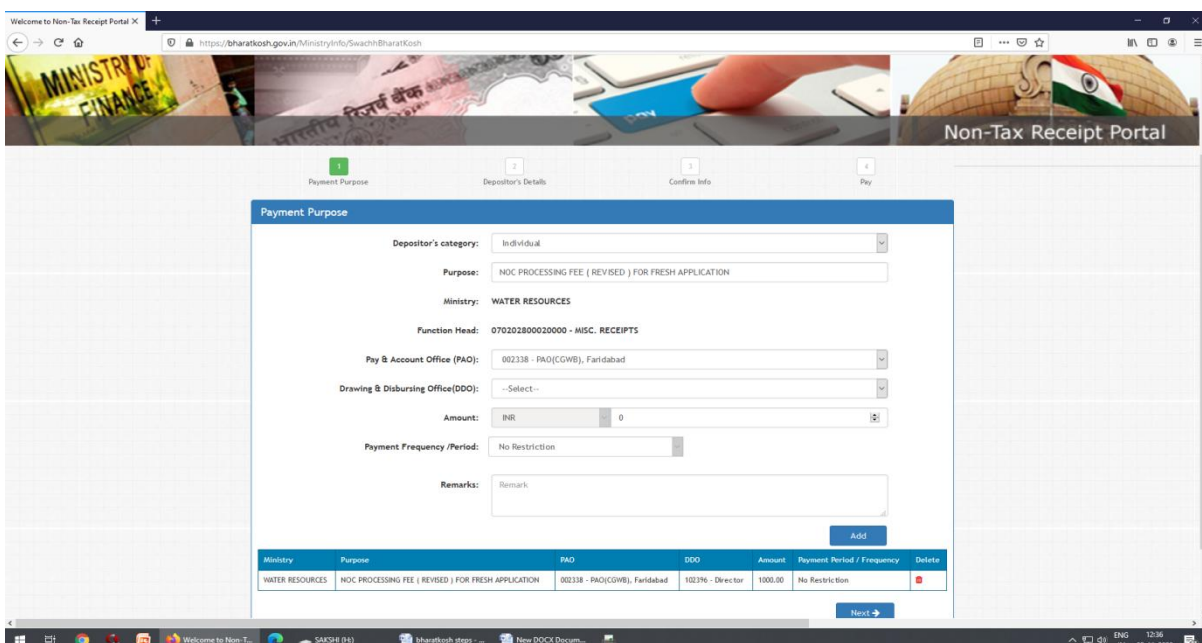 Welcome to Non-Tax Receipt Portal
https://bharatkosh.gov.in/MinistryInfo/SwachhBharatKosh
MINISTRY OF
FINANCE
भारतीय रिज़र्व बैंक
Pay
Non-Tax Receipt Portal
1 2 3 4
Payment Purpose Depositor's Details Confirm Info Pay
Payment Purpose
Depositor's category: Individual
Purpose: NOC PROCESSING FEE ( REVISED ) FOR FRESH APPLICATION
Ministry: WATER RESOURCES
Function Head: 070202800020000 - MISC. RECEIPTS
Pay & Account Office (PAO): 002338 - PAO(CGWB), Faridabad
Drawing & Disbursing Office(DDO): --Select--
Amount: INR 0
Payment Frequency /Period: No Restriction
Remarks: Remark
Add
Ministry Purpose PAO DDO Amount Payment Period / Frequency Delete
WATER RESOURCES NOC PROCESSING FEE ( REVISED ) FOR FRESH APPLICATION 002338 - PAO(CGWB), Faridabad 102396 - Director 1000.00 No Restriction
Next
Welcome to Non-T... SAKSHI (H:) bharatkosh steps - ... New DOCX Docum... ENG 12:36